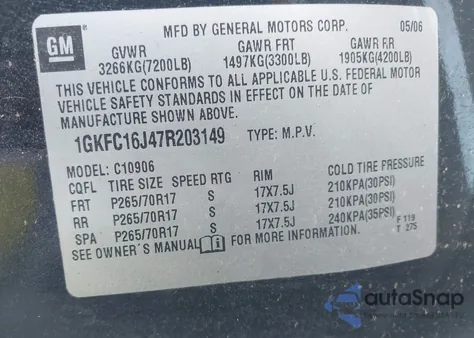 GM
MFD BY GENERAL MOTORS CORP. 05/06
GVWR GAWR FRT GAWR RR
3266KG(7200LB) 1497KG(3300LB) 1905KG(4200LB)
THIS VEHICLE CONFORMS TO ALL APPLICABLE U.S. FEDERAL MOTOR
VEHICLE SAFETY STANDARDS IN EFFECT ON THE DATE OF
MANUFACTURE SHOWN ABOVE.
1GKFC16J47R203149 TYPE: M.P.V.
MODEL: C10906
CQFL TIRE SIZE SPEED RTG RIM COLD TIRE PRESSURE
FRT P265/70R17 S 17X7.5J 210KPA(30PSI)
RR P265/70R17 S 17X7.5J 210KPA(30PSI)
SPA P265/70R17 S 17X7.5J 240KPA(35PSI) F 119
SEE OWNER'S MANUAL FOR MORE INFORMATION. T 275
autoSnap